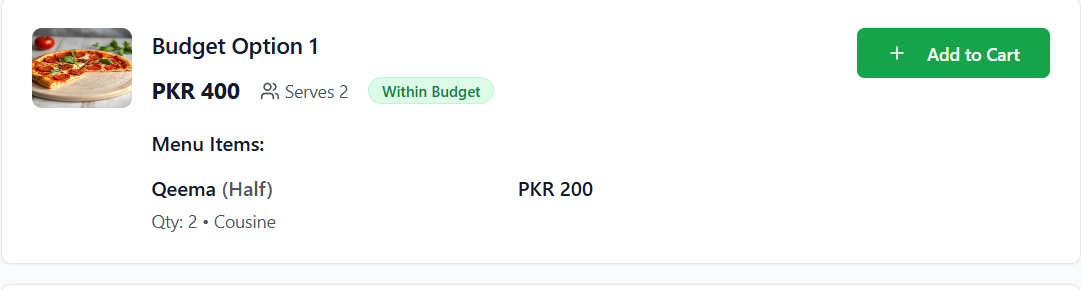 Budget Option 1
Add to Cart
PKR 400 Serves 2 Within Budget
Menu Items:
Qeema (Half) PKR 200
Qty: 2 • Cousine